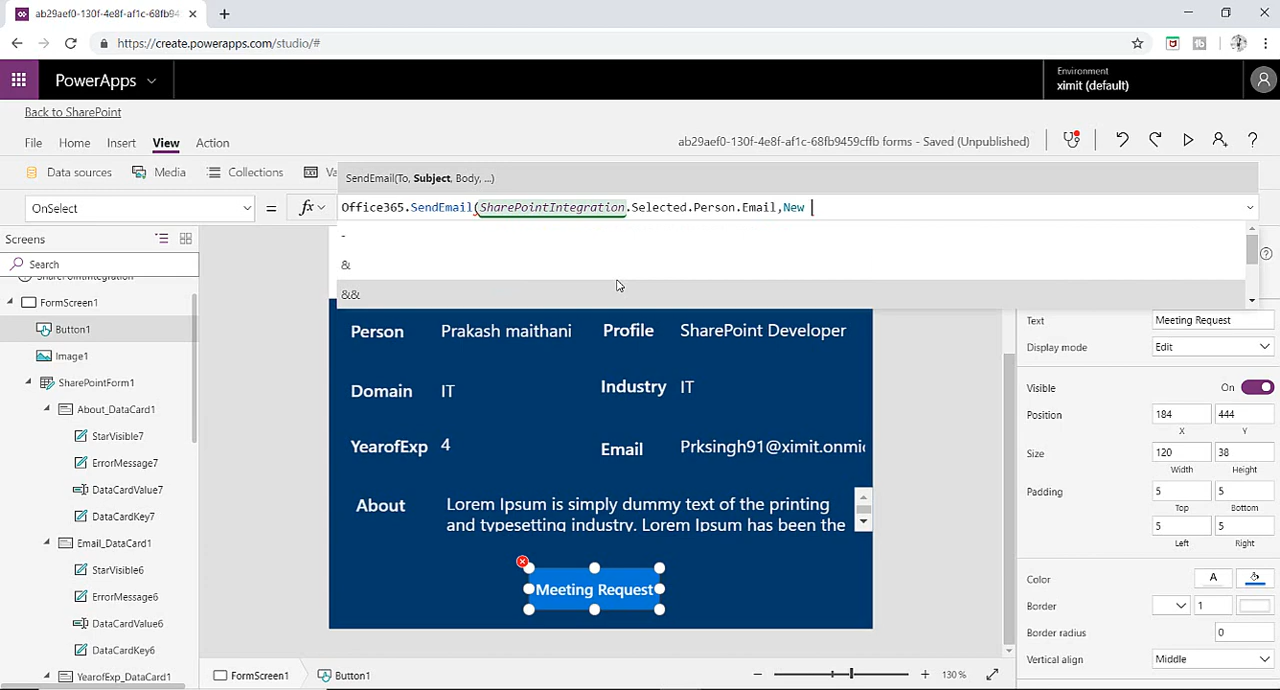 ab29aef0-130f-4e8f-af1c-68fb94
https://create.powerapps.com/studio/#
PowerApps
Environment
ximit (default)
Back to SharePoint
File Home Insert View Action
ab29aef0-130f-4e8f-af1c-68fb9459cffb forms - Saved (Unpublished)
Data sources Media Collections Va
SendEmail(To, Subject, Body, ...)
OnSelect = fx Office365.SendEmail(SharePointIntegration.Selected.Person.Email,New
-
&
&&
Screens
Search
SharePointIntegration
FormScreen1
Button1
Image1
SharePointForm1
About_DataCard1
StarVisible7
ErrorMessage7
DataCardValue7
DataCardKey7
Email_DataCard1
StarVisible6
ErrorMessage6
DataCardValue6
DataCardKey6
YearofExp_DataCard1
Person Prakash maithani Profile SharePoint Developer
Domain IT Industry IT
YearofExp 4 Email Prksingh91@ximit.onmic
About Lorem Ipsum is simply dummy text of the printing
and typesetting industry. Lorem Ipsum has been the
Meeting Request
Text Meeting Request
Display mode Edit
Visible On
Position 184 444
X Y
Size 120 38
Width Height
Padding 5 5
Top Bottom
5 5
Left Right
Color A
Border 1
Border radius 0
Vertical align Middle
FormScreen1 Button1
130 %